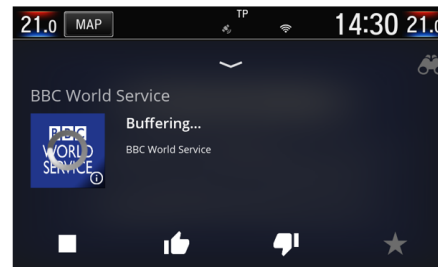 21.0 MAP TP 14:30 21.0
BBC World Service
BBC
WORLD
SERVICE
Buffering...
BBC World Service